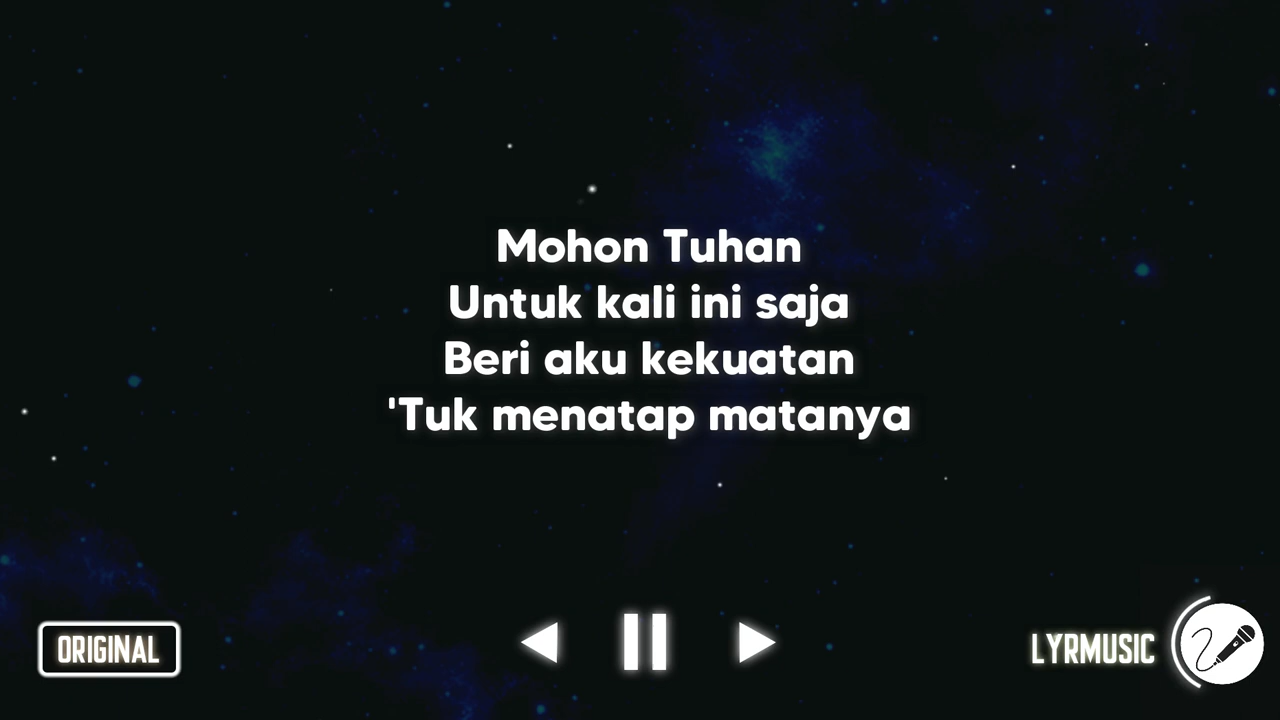 Mohon Tuhan
Untuk kali ini saja
Beri aku kekuatan
'Tuk menatap matanya
ORIGINAL
LYRMUSIC